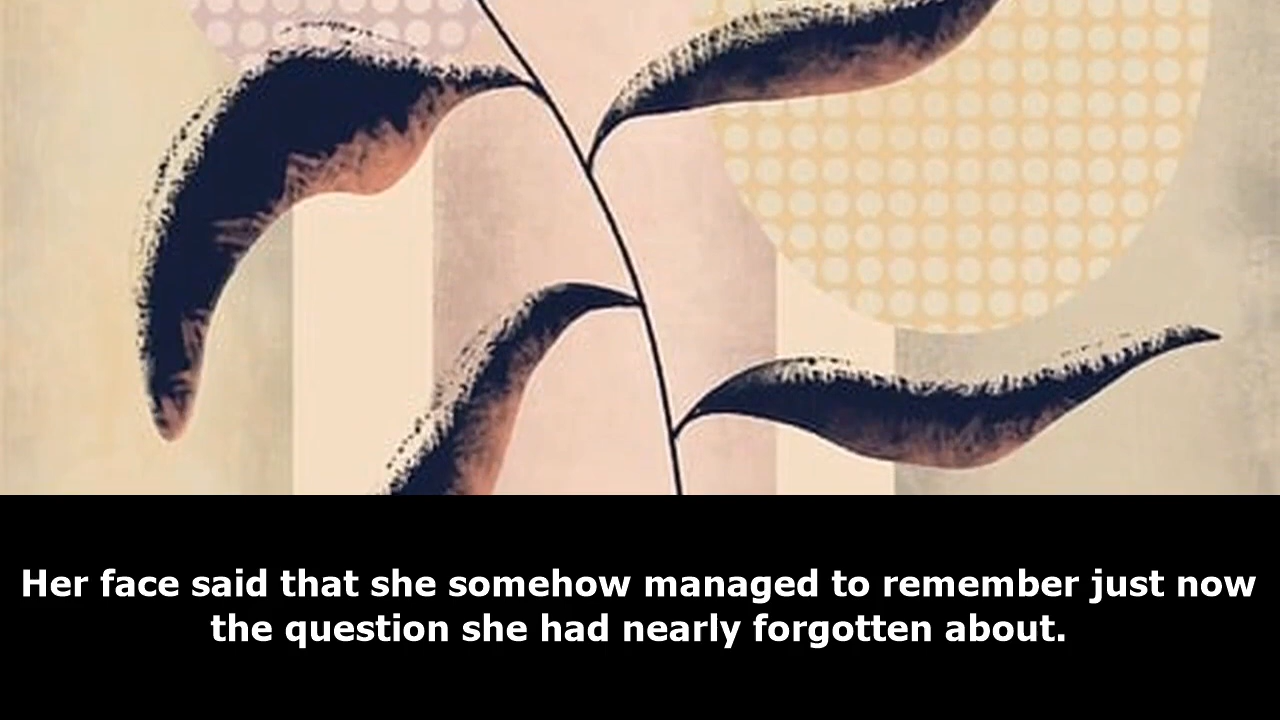 Her face said that she somehow managed to remember just now
the question she had nearly forgotten about.